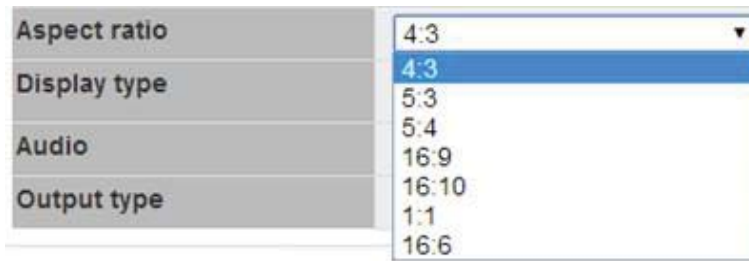 Aspect ratio
4:3
4:3
Display type
5:3
5:4
Audio
16:9
16:10
Output type
1:1
16:6